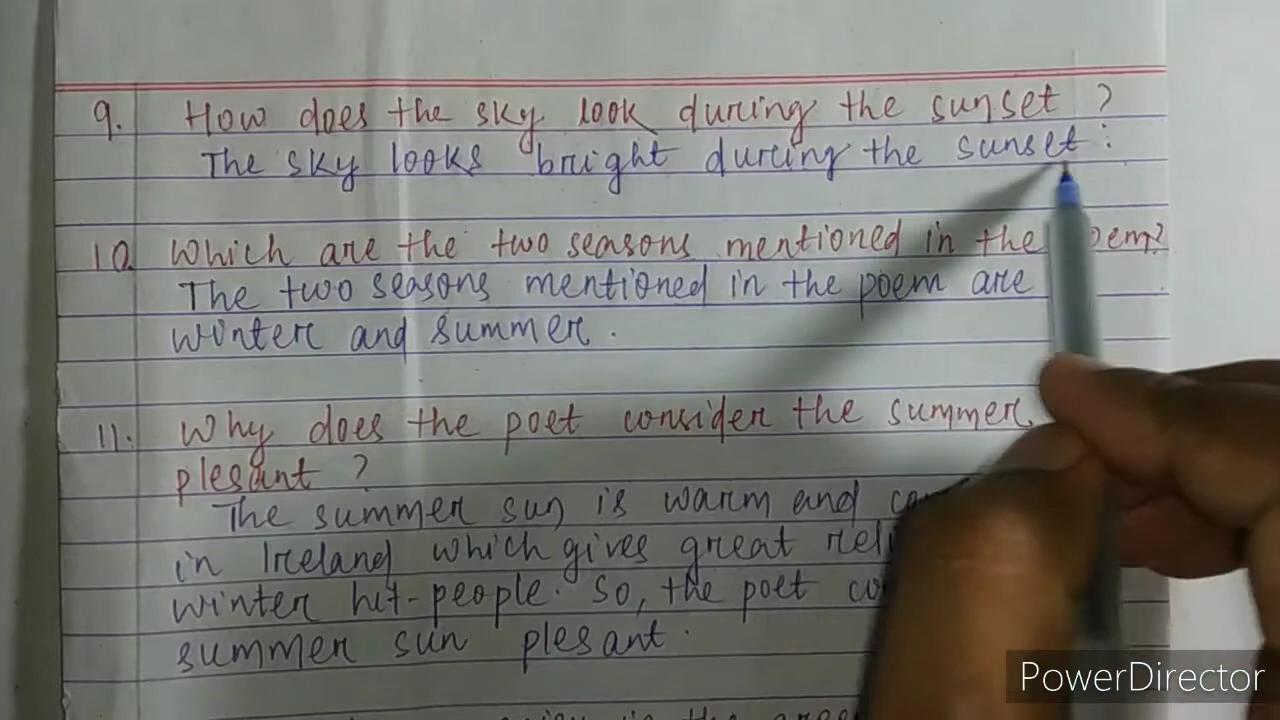 9. How does the sky look during the sunset ?
The sky looks bright during the sunset.
10. Which are the two seasons mentioned in the
The two seasons mentioned in the poem are
winter and summer.
11. Why does the poet consider the summer
plesant ?
The summer sun is warm and
in Ireland which gives great
winter hit-people. So, the poet
summer sun plesant.
PowerDirector